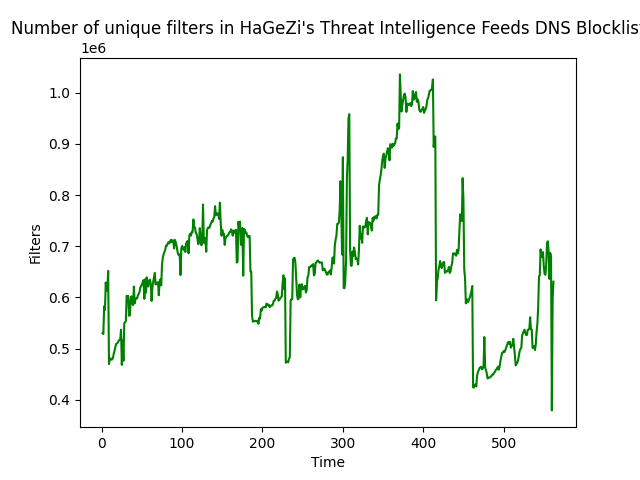 Number of unique filters in HaGeZi's Threat Intelligence Feeds DNS Blocklist
1e6
1.0
0.9
0.8
0.7
0.6
0.5
0.4
Filters
0 100 200 300 400 500
Time